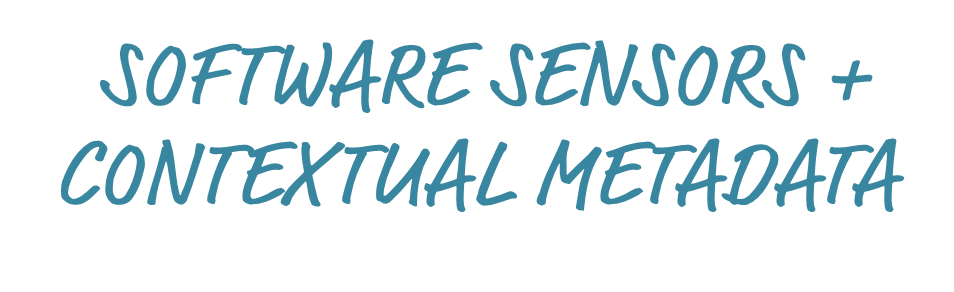 SOFTWARE SENSORS +
CONTEXTUAL METADATA